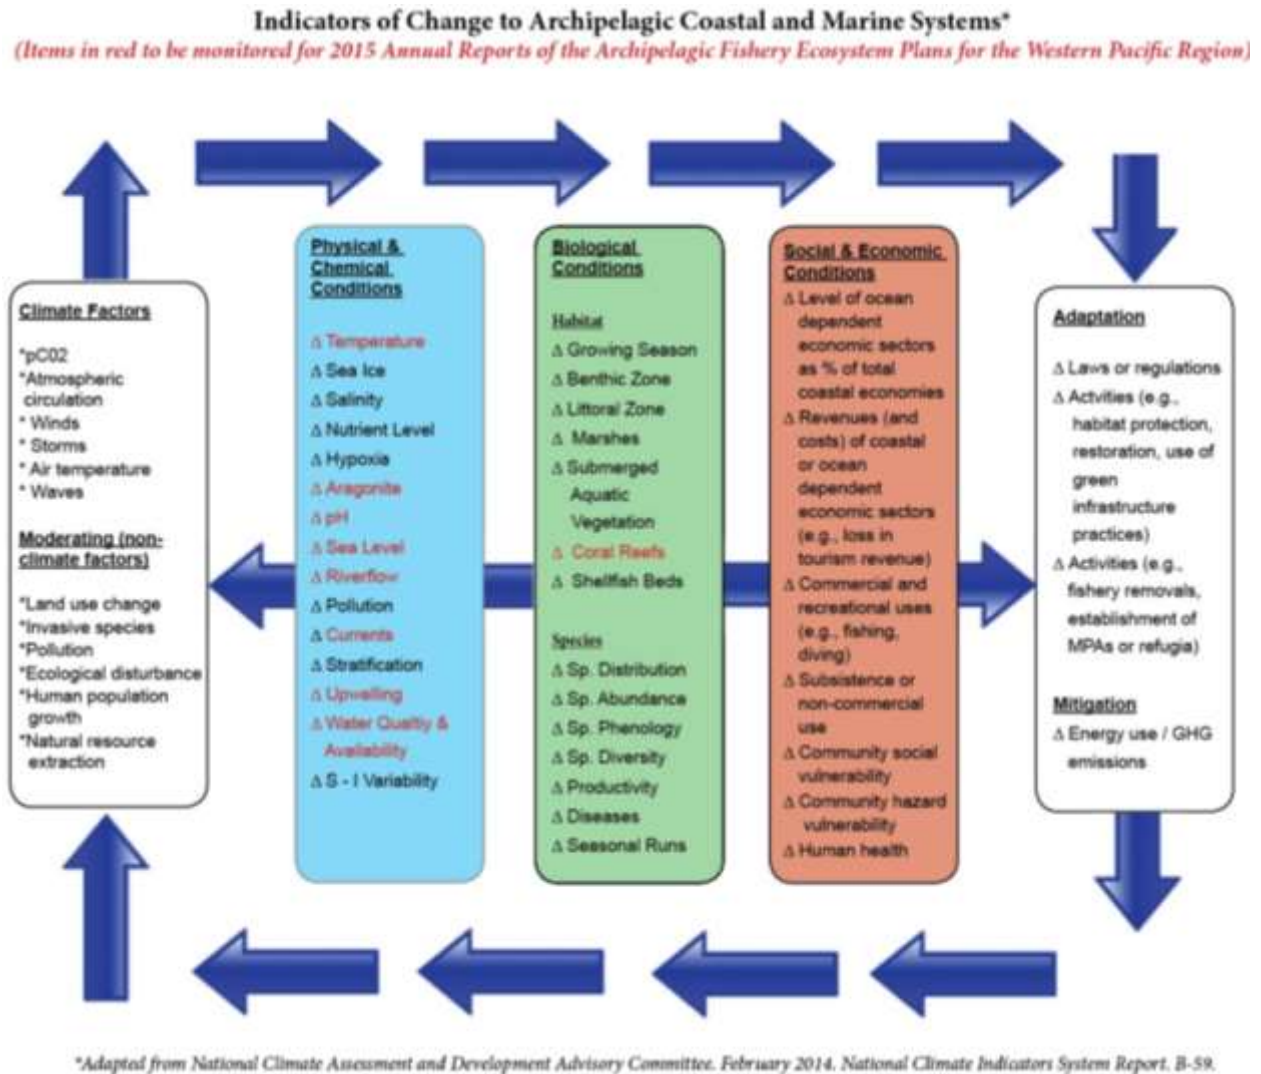 Indicators of Change to Archipelagic Coastal and Marine Systems*
(Items in red to be monitored for 2015 Annual Reports of the Archipelagic Fishery Ecosystem Plans for the Western Pacific Region)
Climate Factors
*pC02
*Atmospheric
circulation
* Winds
* Storms
* Air temperature
* Waves
Moderating (non-
climate factors)
*Land use change
*Invasive species
*Pollution
*Ecological disturbance
*Human population
growth
*Natural resource
extraction
Physical &
Chemical
Conditions
Δ Temperature
Δ Sea Ice
Δ Salinity
Δ Nutrient Level
Δ Hypoxia
Δ Aragonite
Δ pH
Δ Sea Level
Δ Riverflow
Δ Pollution
Δ Currents
Δ Stratification
Δ Upwelling
Δ Water Qualtiy &
Availability
Δ S - I Variability
Biological
Conditions
Habitat
Δ Growing Season
Δ Benthic Zone
Δ Littoral Zone
Δ Marshes
Δ Submerged
Aquatic
Vegetation
Δ Coral Reefs
Δ Shellfish Beds
Species
Δ Sp. Distribution
Δ Sp. Abundance
Δ Sp. Phenology
Δ Sp. Diversity
Δ Productivity
Δ Diseases
Δ Seasonal Runs
Social & Economic
Conditions
Δ Level of ocean
dependent
economic sectors
as % of total
coastal economies
Δ Revenues (and
costs) of coastal
or ocean
dependent
economic sectors
(e.g., loss in
tourism revenue)
Δ Commercial and
recreational uses
(e.g., fishing,
diving)
Δ Subsistence or
non-commercial
use
Δ Community social
vulnerability
Δ Community hazard
vulnerability
Δ Human health
Adaptation
Δ Laws or regulations
Δ Actvities (e.g.,
habitat protection,
restoration, use of
green
infrastructure
practices)
Δ Activities (e.g.,
fishery removals,
establishment of
MPAs or refugia)
Mitigation
Δ Energy use / GHG
emissions
*Adapted from National Climate Assessment and Development Advisory Committee. February 2014. National Climate Indicators System Report. B-59.